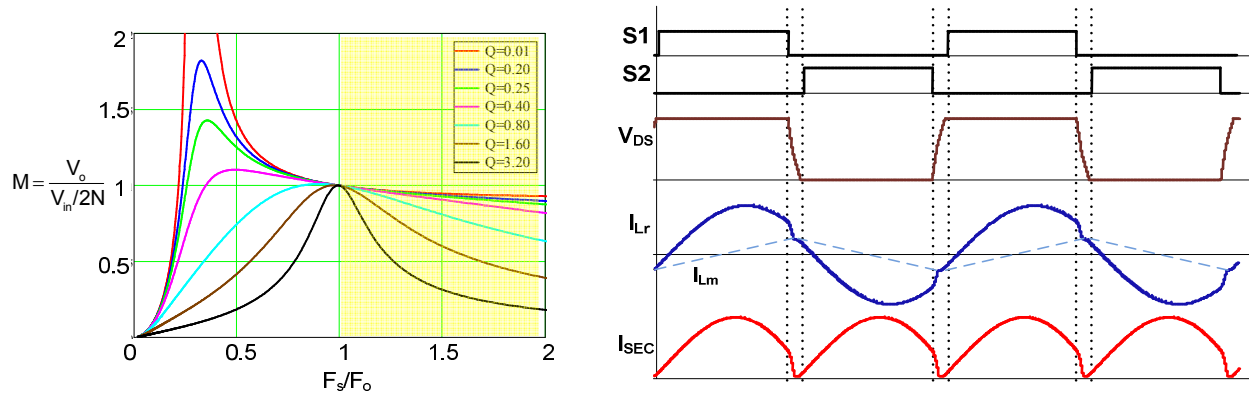 2
1.5
1
0.5
0
0.5
1
1.5
2
M = Vo / Vin/2N
Fs/Fo
Q=0.01
Q=0.20
Q=0.25
Q=0.40
Q=0.80
Q=1.60
Q=3.20
S1
S2
VDS
ILr
ILm
ISEC